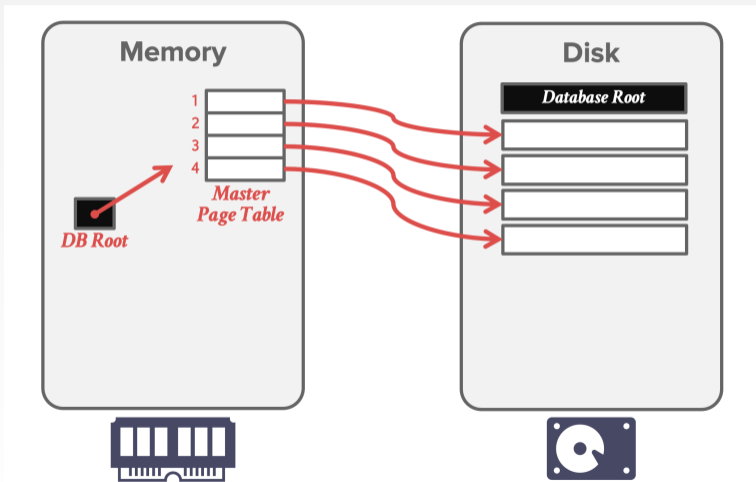 Memory
1
2
3
4
Master
Page Table
DB Root
Disk
Database Root